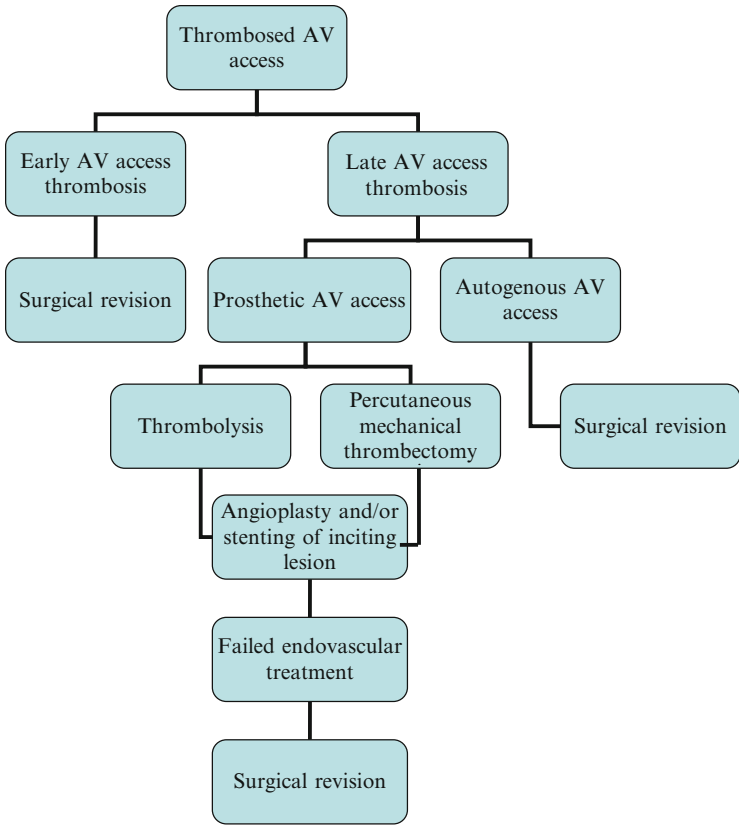 Thrombosed AV
access
Early AV access
thrombosis
Late AV access
thrombosis
Surgical revision
Prosthetic AV access
Autogenous AV
access
Thrombolysis
Percutaneous
mechanical
thrombectomy
Surgical revision
Angioplasty and/or
stenting of inciting
lesion
Failed endovascular
treatment
Surgical revision